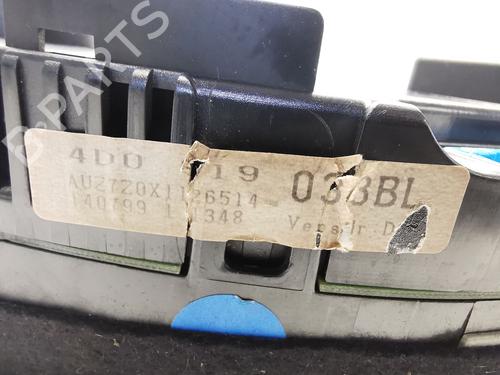 B-PARTS
4D0 919 033BL
AUZ7Z0X1126514
140799 1348 Vers.Nr.D